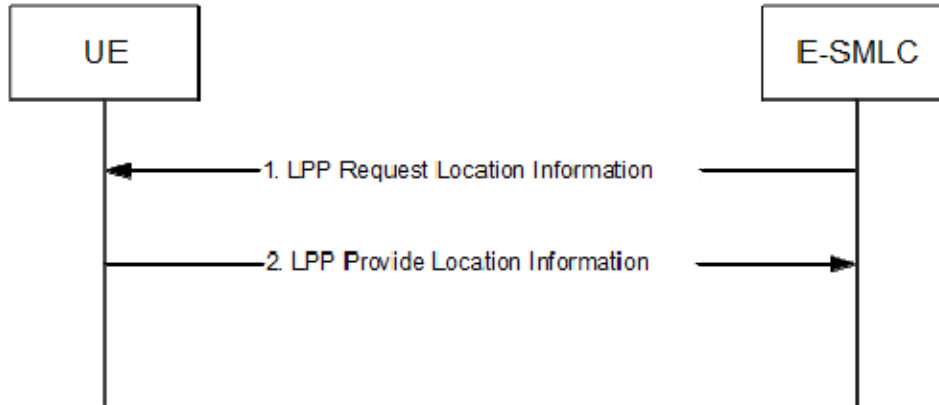 UE
E-SMLC
1. LPP Request Location Information
2. LPP Provide Location Information